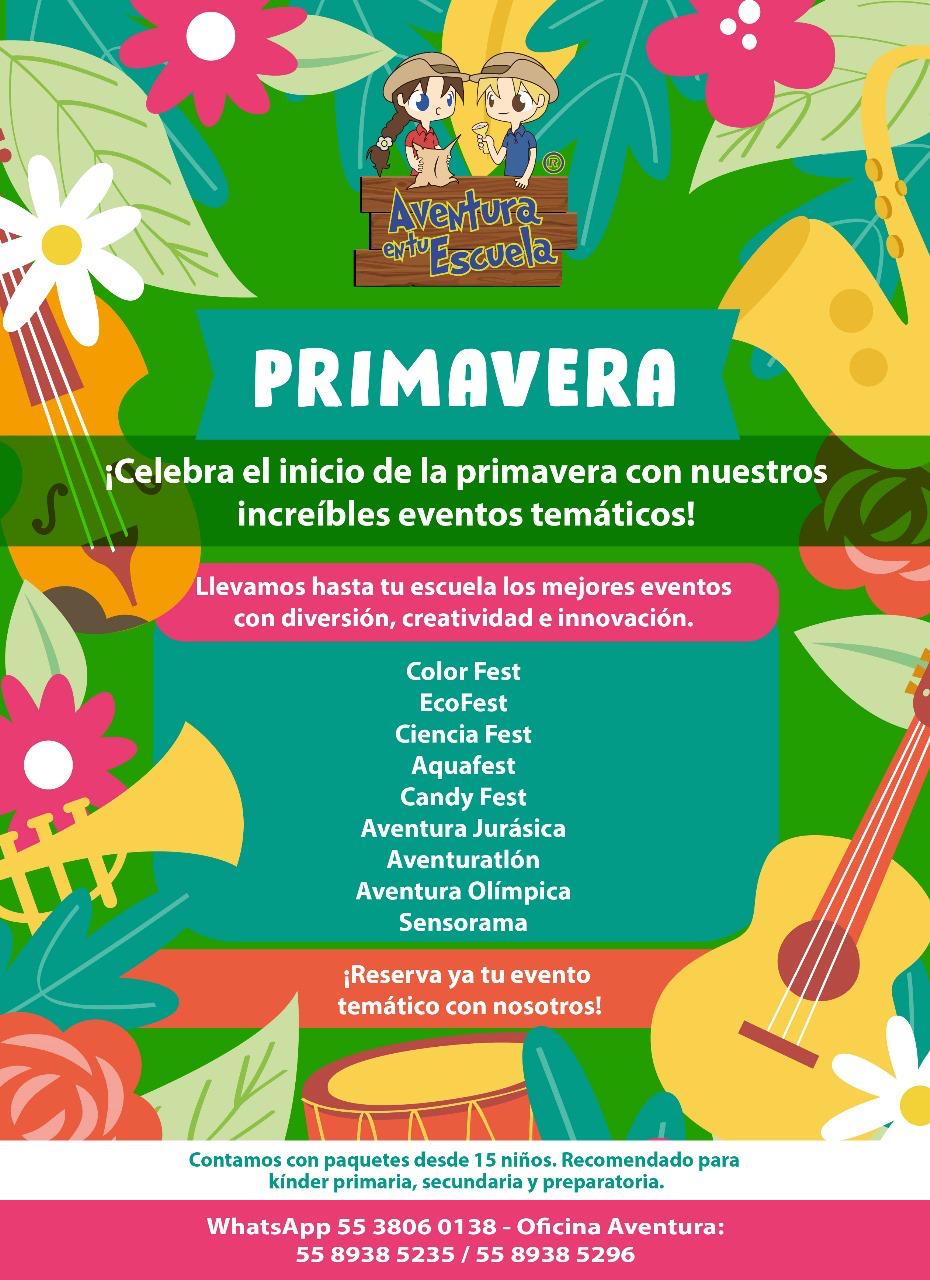 Aventura
en tu Escuela
®
PRIMAVERA
¡Celebra el inicio de la primavera con nuestros
increíbles eventos temáticos!
Llevamos hasta tu escuela los mejores eventos
con diversión, creatividad e innovación.
Color Fest
EcoFest
Ciencia Fest
Aquafest
Candy Fest
Aventura Jurásica
Aventuratlón
Aventura Olímpica
Sensorama
¡Reserva ya tu evento
temático con nosotros!
Contamos con paquetes desde 15 niños. Recomendado para
kínder primaria, secundaria y preparatoria.
WhatsApp 55 3806 0138 - Oficina Aventura:
55 8938 5235 / 55 8938 5296